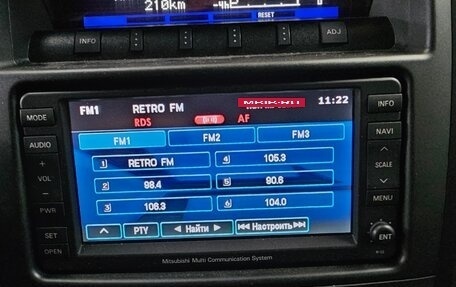 210km
-4h
RESET
INFO
ADJ
FM1 RETRO FM 11:22
RDS AF
MODE
INFO
AUDIO
FM1 FM2 FM3
NAVI
1 RETRO FM 4 105.3
2 98.4 5 90.6
3 106.3 6 104.0
+
VOL
−
SCALE
MENU
PWR
SET
PTY ◀ Найти ▶ Настроить
ENT
OPEN
Mitsubishi Multi Communication System